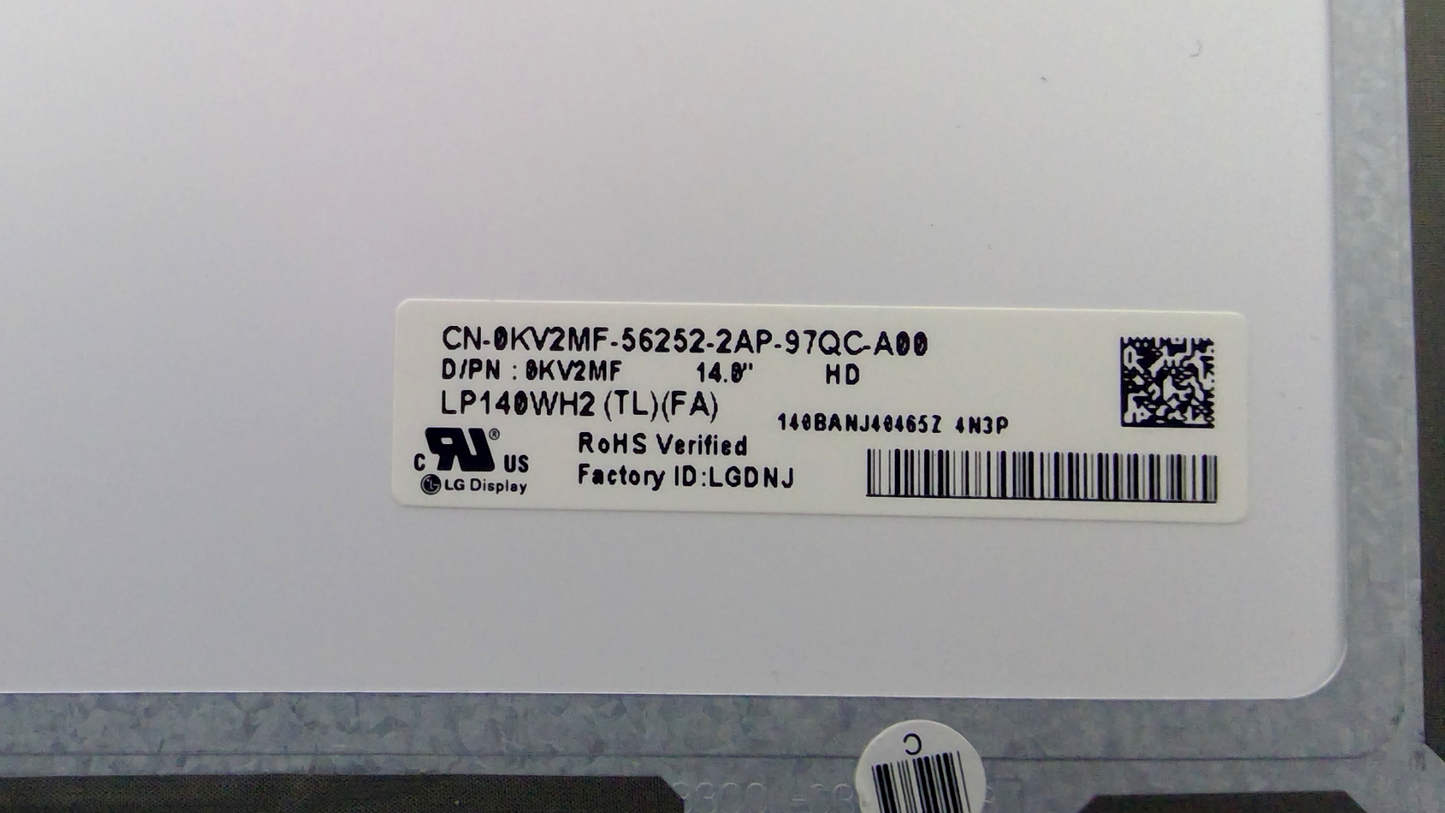 CN-0KV2MF-56252-2AP-97QC-A00
D/PN : 0KV2MF 14.0" HD
LP140WH2 (TL)(FA)
140BANJ40465Z 4N3P
RoHS Verified
C RU® US
Factory ID:LGDNJ
LG Display
C